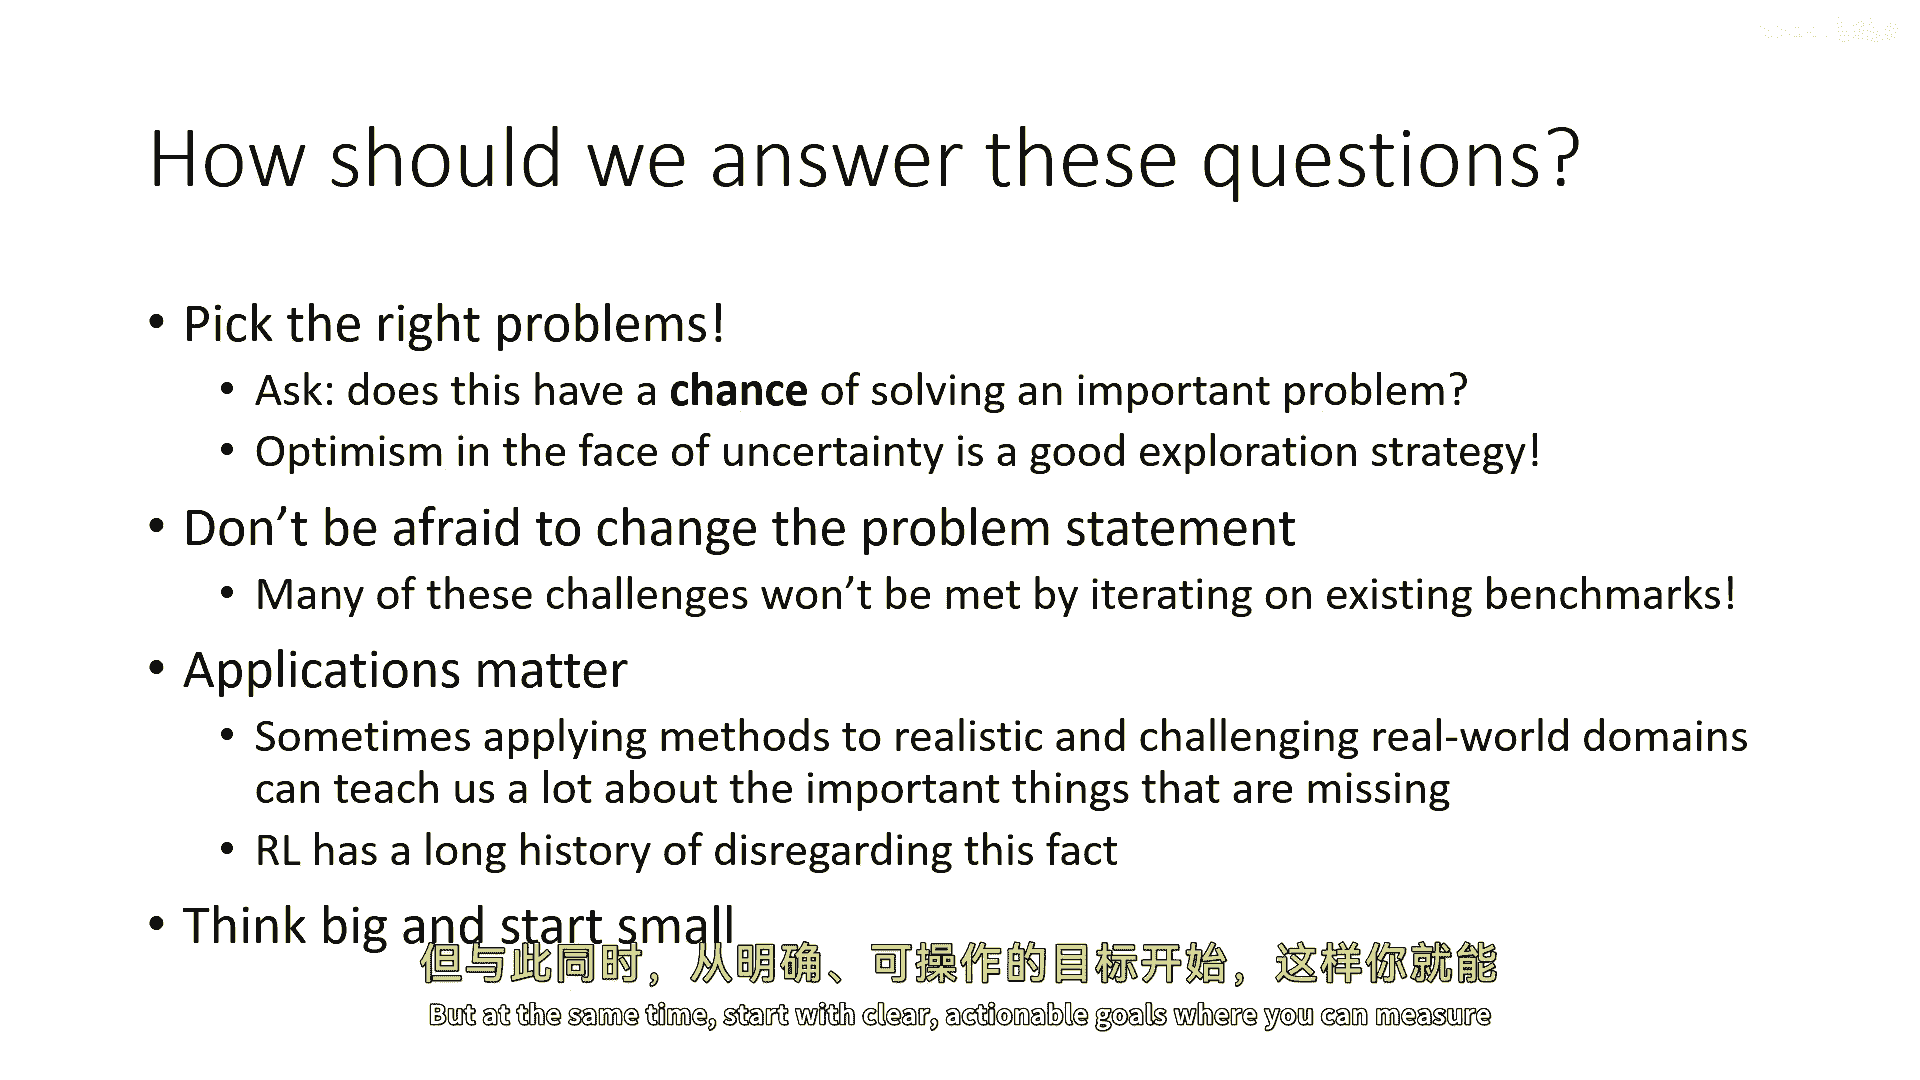 How should we answer these questions?
• Pick the right problems!
• Ask: does this have a chance of solving an important problem?
• Optimism in the face of uncertainty is a good exploration strategy!
• Don’t be afraid to change the problem statement
• Many of these challenges won’t be met by iterating on existing benchmarks!
• Applications matter
• Sometimes applying methods to realistic and challenging real-world domains
can teach us a lot about the important things that are missing
• RL has a long history of disregarding this fact
• Think big and start small
但与此同时，从明确、可操作的目标开始，这样你就能
But at the same time, start with clear, actionable goals where you can measure